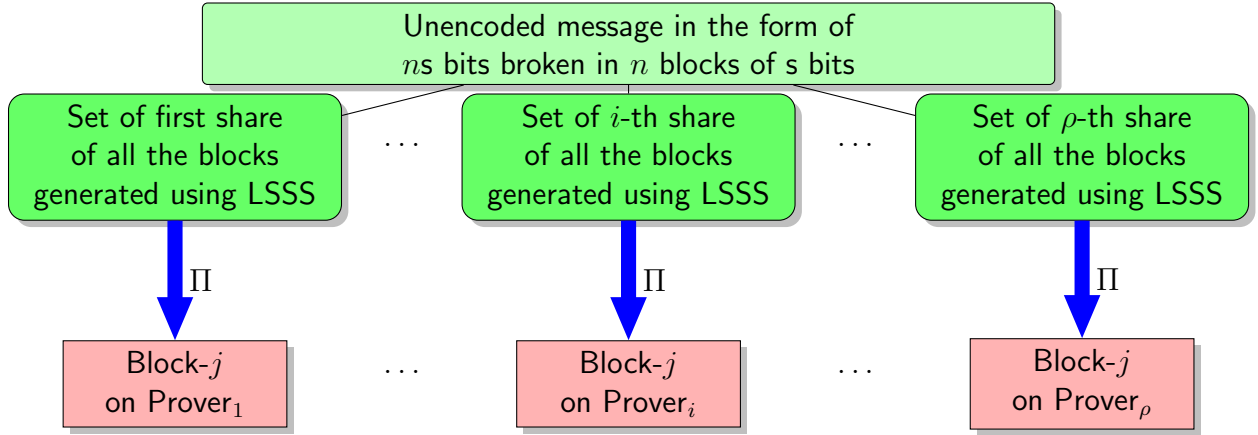 Unencoded message in the form of
ns bits broken in n blocks of s bits
Set of first share
of all the blocks
generated using LSSS
...
Set of i-th share
of all the blocks
generated using LSSS
...
Set of ρ-th share
of all the blocks
generated using LSSS
Π
Π
Π
Block-j
on Prover₁
...
Block-j
on Proverᵢ
...
Block-j
on Proverᵨ